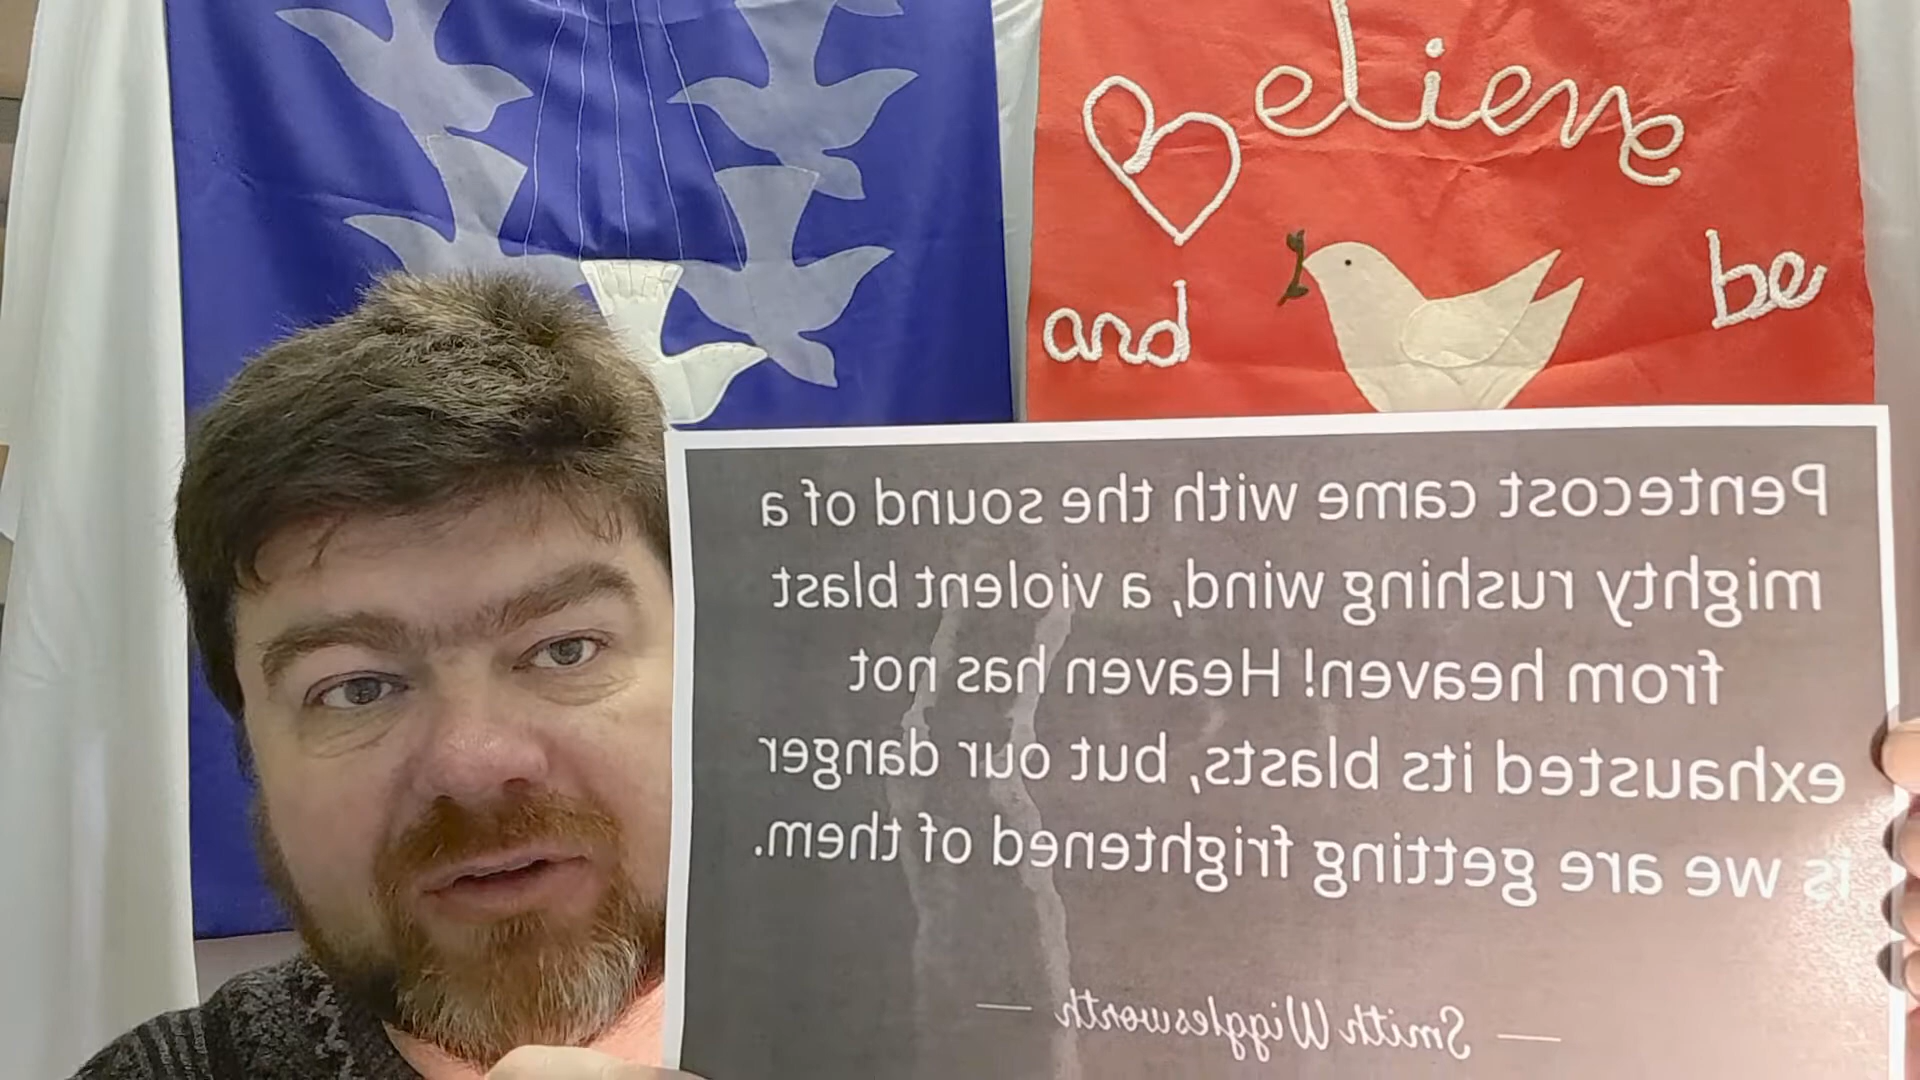 Believe
and be
Pentecost came with the sound of a
mighty rushing wind, a violent blast
from heaven! Heaven has not
exhausted its blasts, but our danger
is we are getting frightened of them.
— Smith Wigglesworth —